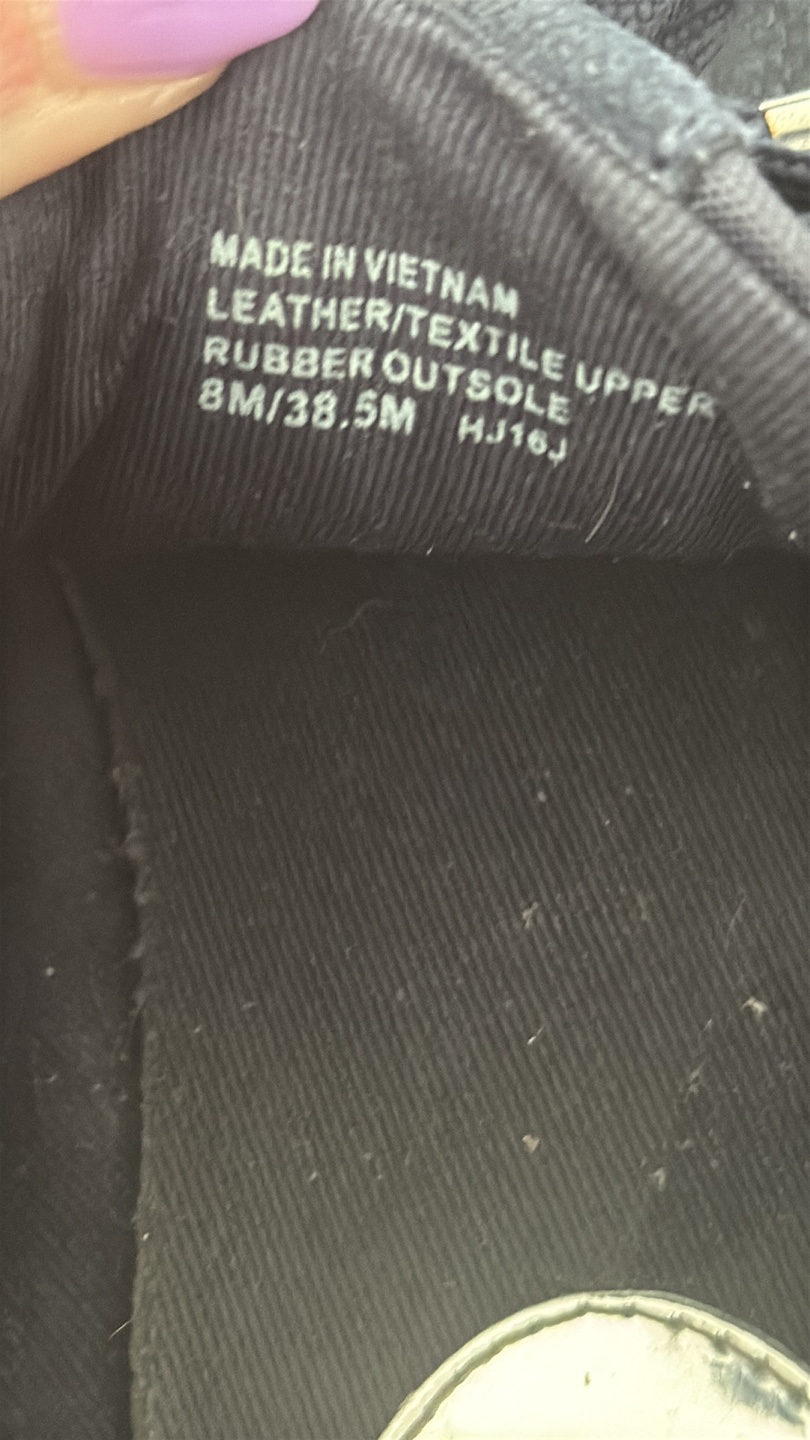 MADE IN VIETNAM
LEATHER/TEXTILE UPPER
RUBBER OUTSOLE
8M/38.5M HJ16J